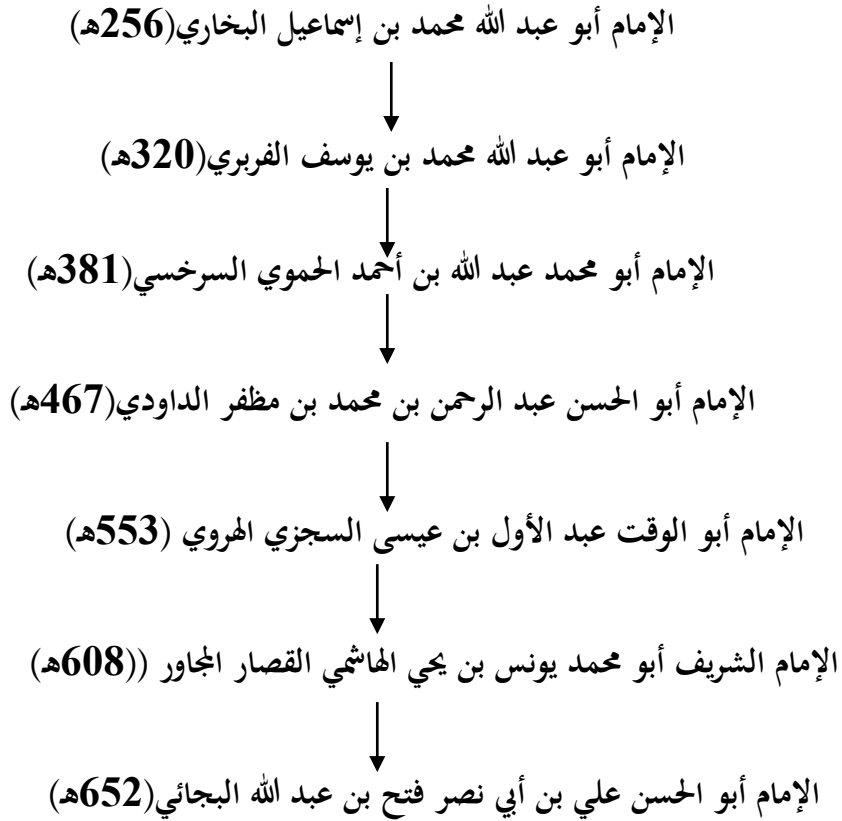 الإمام أبو عبد الله محمد بن إسماعيل البخاري(256هـ)
الإمام أبو عبد الله محمد بن يوسف الفربري(320هـ)
الإمام أبو محمد عبد الله بن أحمد الحموي السرخسي(381هـ)
الإمام أبو الحسن عبد الرحمن بن محمد بن مظفر الداودي(467هـ)
الإمام أبو الوقت عبد الأول بن عيسى السجزي الهروي (553هـ)
الإمام الشريف أبو محمد يونس بن يحي الهاشمي القصار المجاور ((608هـ)
الإمام أبو الحسن علي بن أبي نصر فتح بن عبد الله البجائي(652هـ)